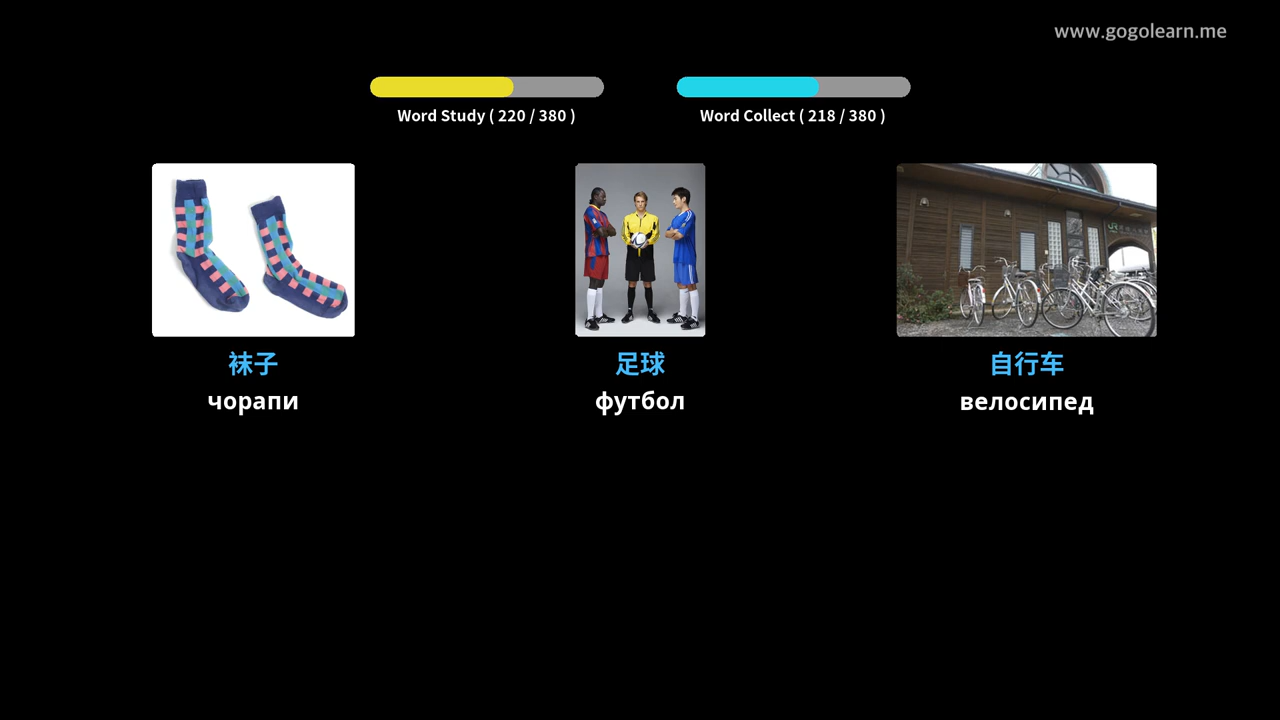 www.gogolearn.me
Word Study ( 220 / 380 )
Word Collect ( 218 / 380 )
袜子
чорапи
足球
футбол
自行车
велосипед